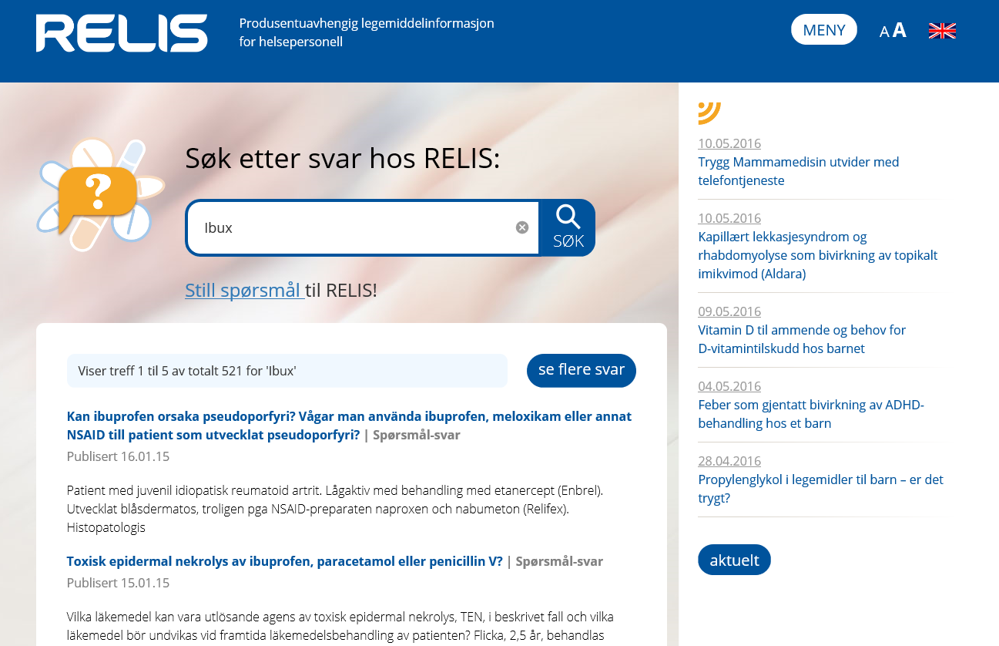 RELIS
Produsentuavhengig legemiddelinformasjon
for helsepersonell
MENY
A A
?
Søk etter svar hos RELIS:
Ibux
SØK
Still spørsmål til RELIS!
Viser treff 1 til 5 av totalt 521 for 'Ibux'
se flere svar
Kan ibuprofen orsaka pseudoporfyri? Vågar man använda ibuprofen, meloxikam eller annat
NSAID till patient som utvecklat pseudoporfyri? | Spørsmål-svar
Publisert 16.01.15
Patient med juvenil idiopatisk reumatoid artrit. Lågaktiv med behandling med etanercept (Enbrel).
Utvecklat blåsdermatos, troligen pga NSAID-preparaten naproxen och nabumeton (Relifex).
Histopatologis
Toxisk epidermal nekrolys av ibuprofen, paracetamol eller penicillin V? | Spørsmål-svar
Publisert 15.01.15
Vilka läkemedel kan vara utlösande agens av toxisk epidermal nekrolys, TEN, i beskrivet fall och vilka
läkemedel bör undvikas vid framtida läkemedelsbehandling av patienten? Flicka, 2,5 år, behandlas
10.05.2016
Trygg Mammamedisin utvider med
telefontjeneste
10.05.2016
Kapillært lekkasjesyndrom og
rhabdomyolyse som bivirkning av topikalt
imikvimod (Aldara)
09.05.2016
Vitamin D til ammende og behov for
D-vitamintilskudd hos barnet
04.05.2016
Feber som gjentatt bivirkning av ADHD-
behandling hos et barn
28.04.2016
Propylenglykol i legemidler til barn – er det
trygt?
aktuelt